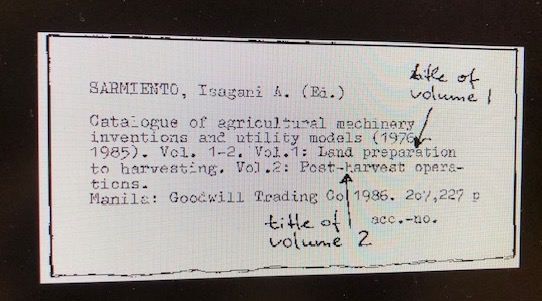 title of
SARMIENTO, Isagani A. (Ed.)
volume 1
Catalogue of agricultural machinery
inventions and utility models (1976-
1985). Vol. 1-2. Vol.1: Land preparation
to harvesting. Vol.2: Post-harvest opera-
tions.
Manila: Goodwill Trading Co 1986. 207,227 p
title of
acc.-no.
volume 2